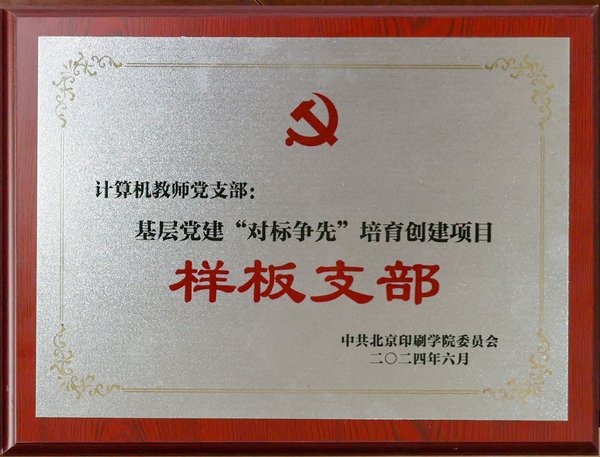 计算机教师党支部：
基层党建“对标争先”培育创建项目
样板支部
中共北京印刷学院委员会
二〇二四年六月